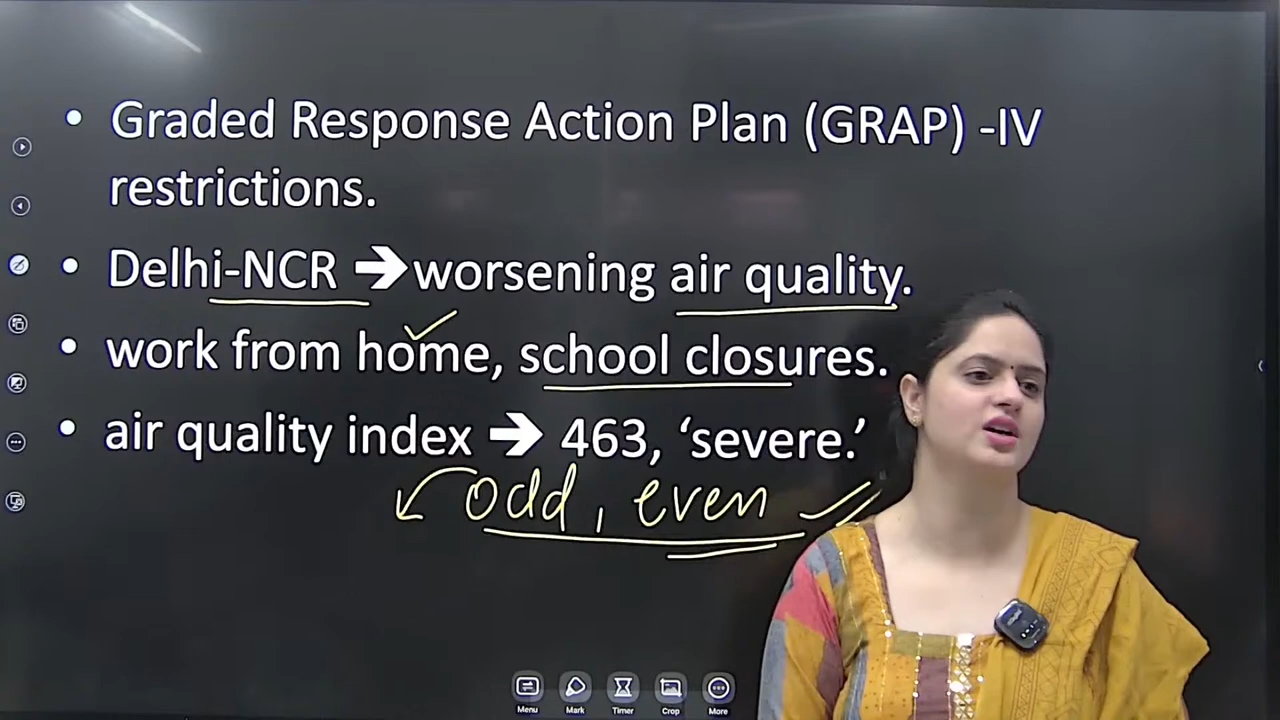 • Graded Response Action Plan (GRAP) -IV
restrictions.
• Delhi-NCR ➔worsening air quality.
• work from home, school closures.
• air quality index ➔ 463, ‘severe.’
odd, even
Menu Mark Timer Crop More